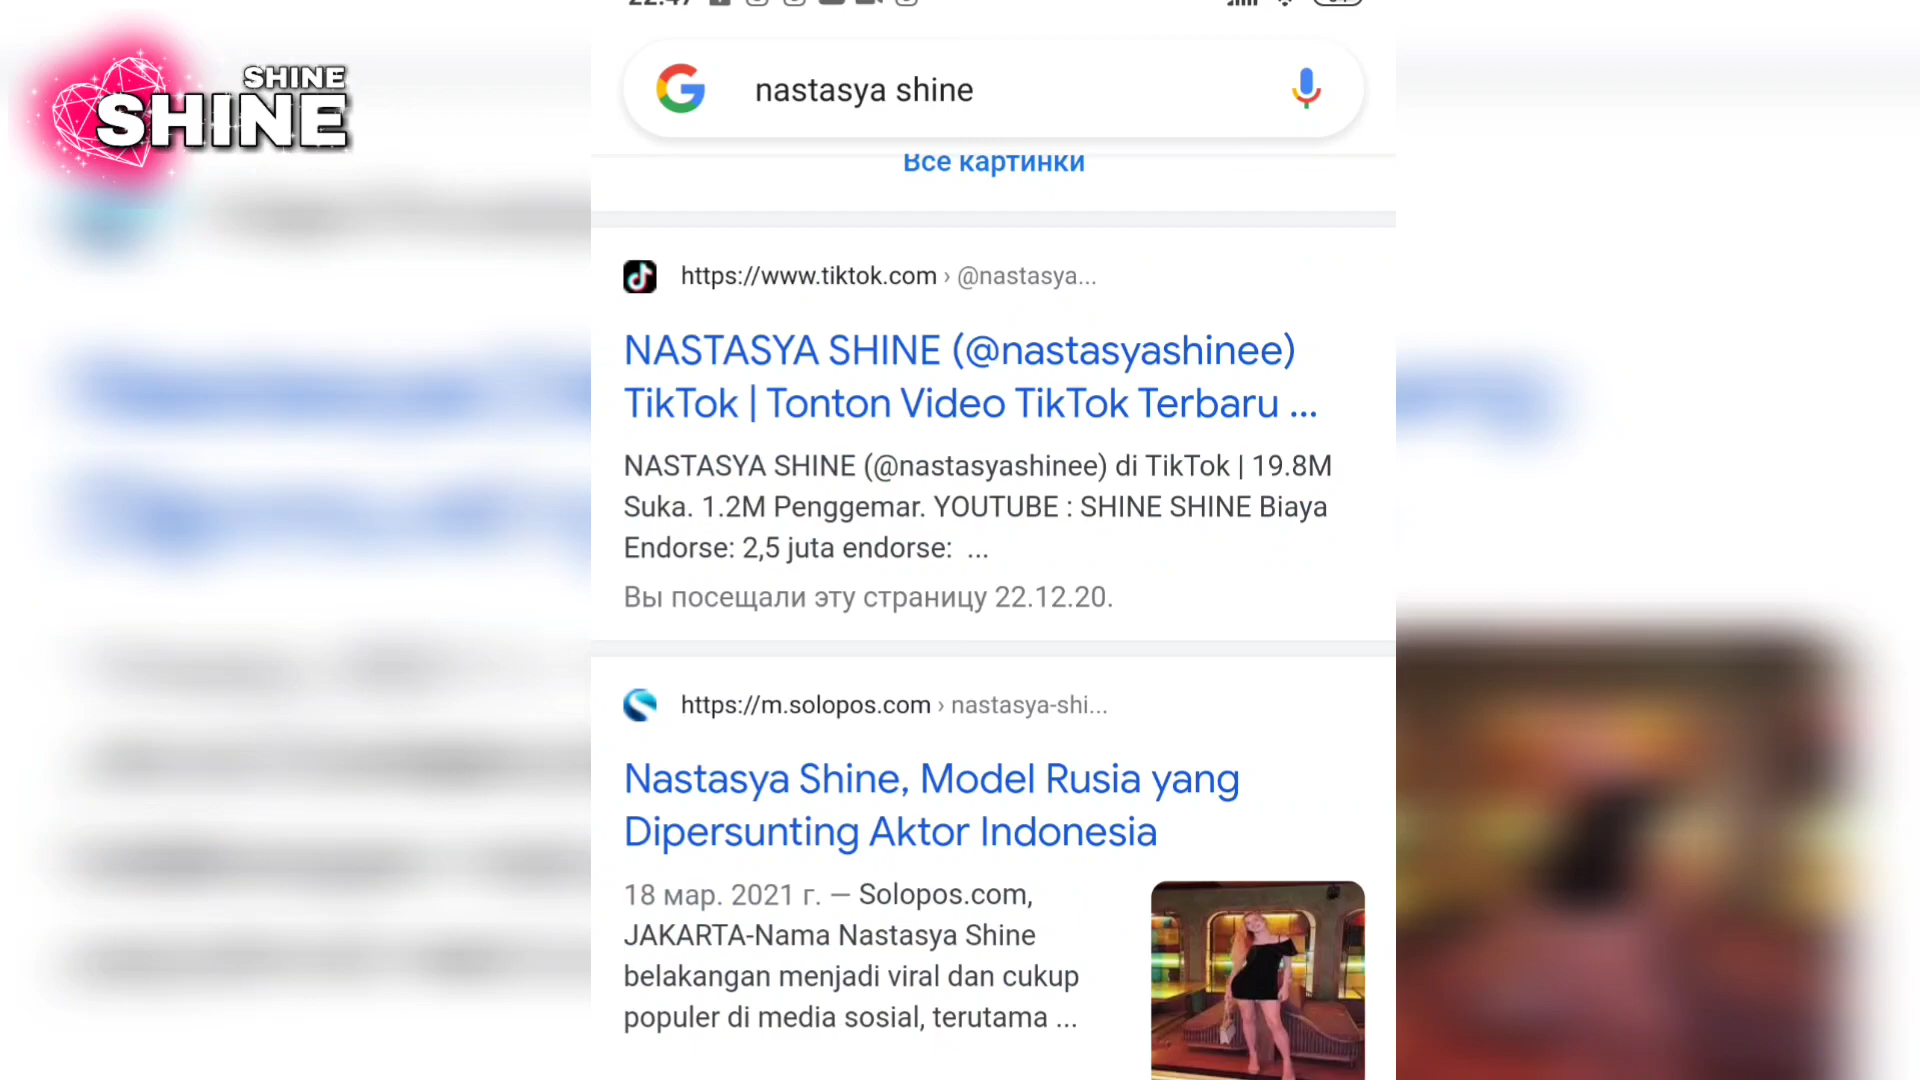 22:47
SHINE
SHINE
nastasya shine
Все картинки
https://www.tiktok.com › @nastasya...
NASTASYA SHINE (@nastasyashinee)
TikTok | Tonton Video TikTok Terbaru ...
NASTASYA SHINE (@nastasyashinee) di TikTok | 19.8M
Suka. 1.2M Penggemar. YOUTUBE : SHINE SHINE Biaya
Endorse: 2,5 juta endorse: ...
Вы посещали эту страницу 22.12.20.
https://m.solopos.com › nastasya-shi...
Nastasya Shine, Model Rusia yang
Dipersunting Aktor Indonesia
18 мар. 2021 г. — Solopos.com,
JAKARTA-Nama Nastasya Shine
belakangan menjadi viral dan cukup
populer di media sosial, terutama ...